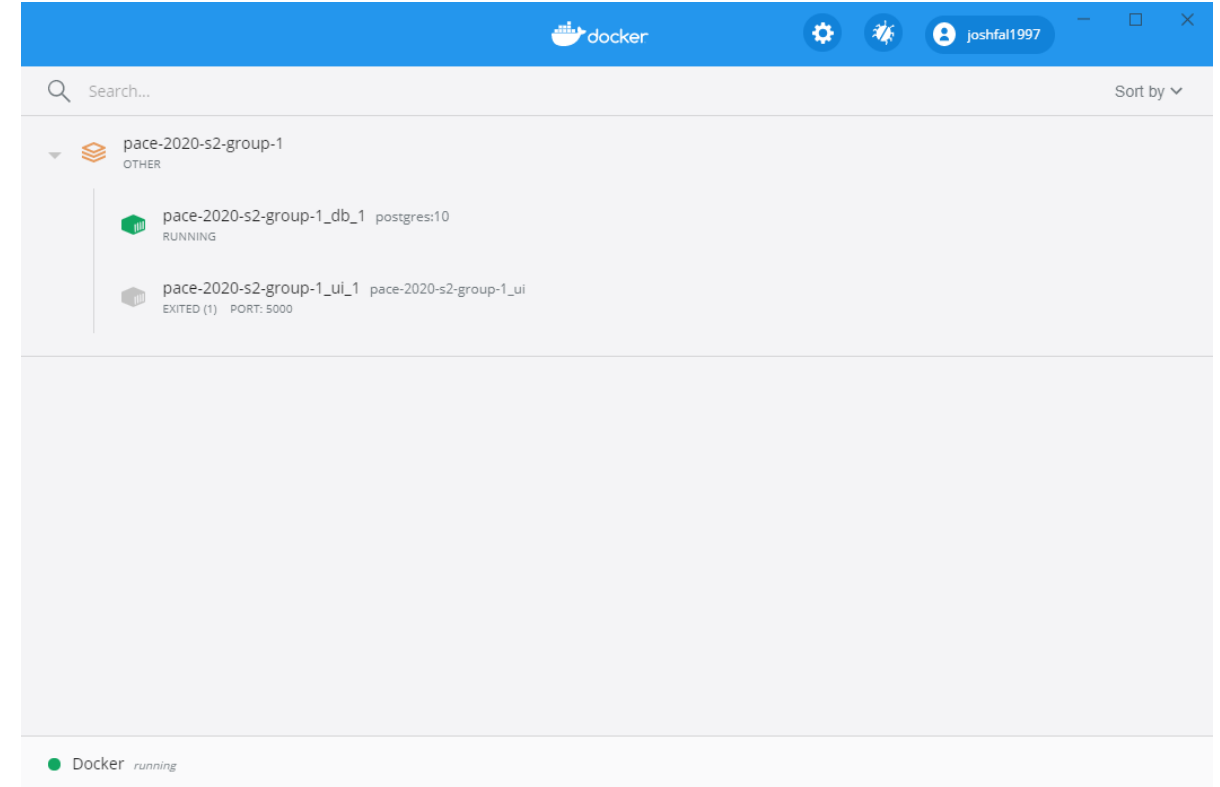 docker
joshfal1997
Search...
Sort by
pace-2020-s2-group-1
OTHER
pace-2020-s2-group-1_db_1 postgres:10
RUNNING
pace-2020-s2-group-1_ui_1 pace-2020-s2-group-1_ui
EXITED (1) PORT: 5000
Docker running